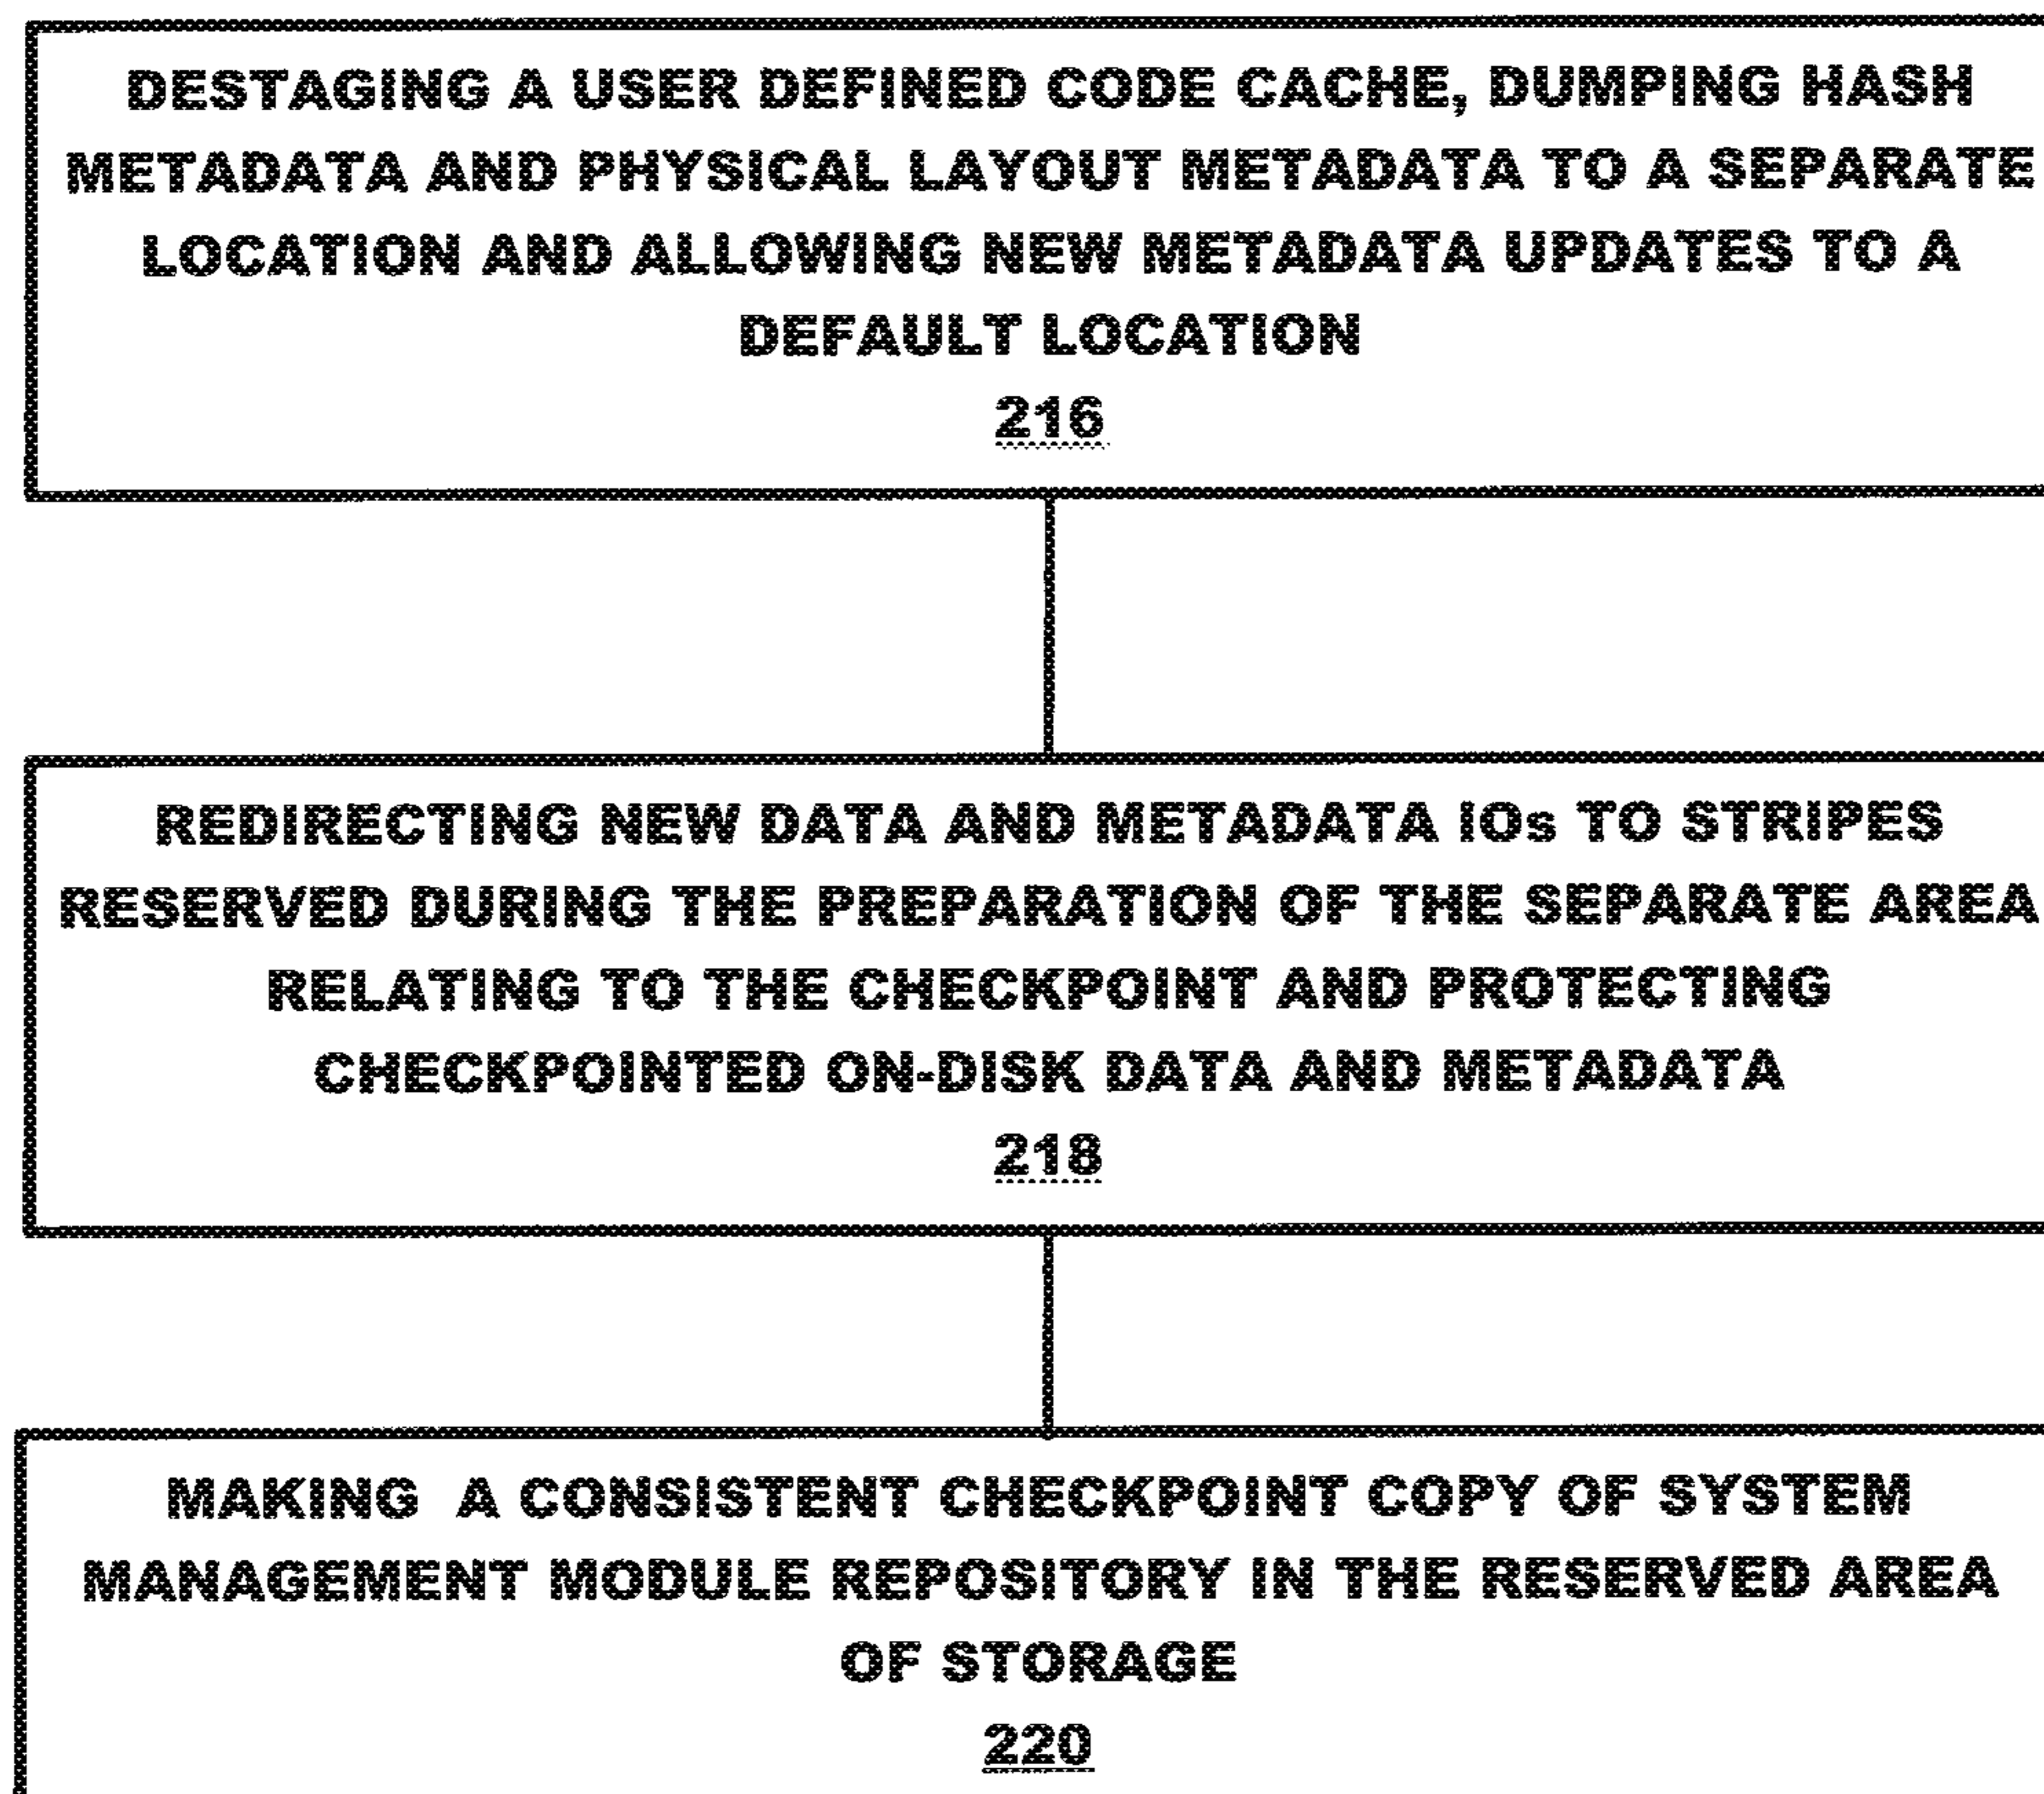 DESTAGING A USER DEFINED CODE CACHE, DUMPING HASH
METADATA AND PHYSICAL LAYOUT METADATA TO A SEPARATE
LOCATION AND ALLOWING NEW METADATA UPDATES TO A
DEFAULT LOCATION
216
REDIRECTING NEW DATA AND METADATA IOs TO STRIPES
RESERVED DURING THE PREPARATION OF THE SEPARATE AREA
RELATING TO THE CHECKPOINT AND PROTECTING
CHECKPOINTED ON-DISK DATA AND METADATA
218
MAKING A CONSISTENT CHECKPOINT COPY OF SYSTEM
MANAGEMENT MODULE REPOSITORY IN THE RESERVED AREA
OF STORAGE
220